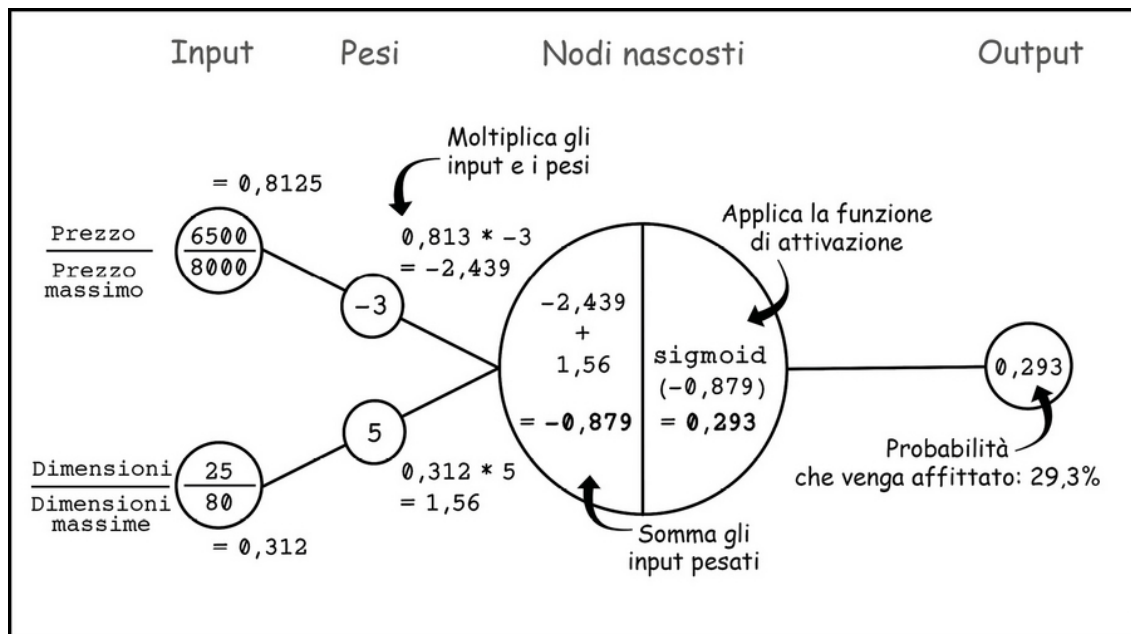 Input
Pesi
Nodi nascosti
Output
Moltiplica gli
input e i pesi
= 0,8125
Prezzo
Prezzo
massimo
6500
8000
0,813 * -3
= -2,439
-3
Applica la funzione
di attivazione
-2,439
+
1,56
= -0,879
sigmoid
(-0,879)
= 0,293
0,293
5
Dimensioni
Dimensioni
massime
25
80
0,312 * 5
= 1,56
= 0,312
Somma gli
input pesati
Probabilità
che venga affittato: 29,3%